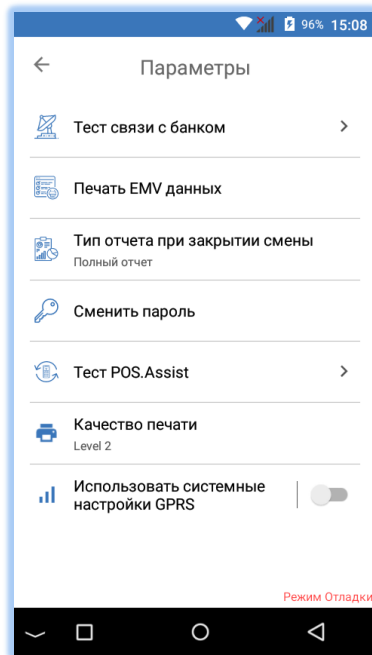 96% 15:08
Параметры
Тест связи с банком
Печать EMV данных
Тип отчета при закрытии смены
Полный отчет
Сменить пароль
Тест POS.Assist
Качество печати
Level 2
Использовать системные
настройки GPRS
Режим Отладки